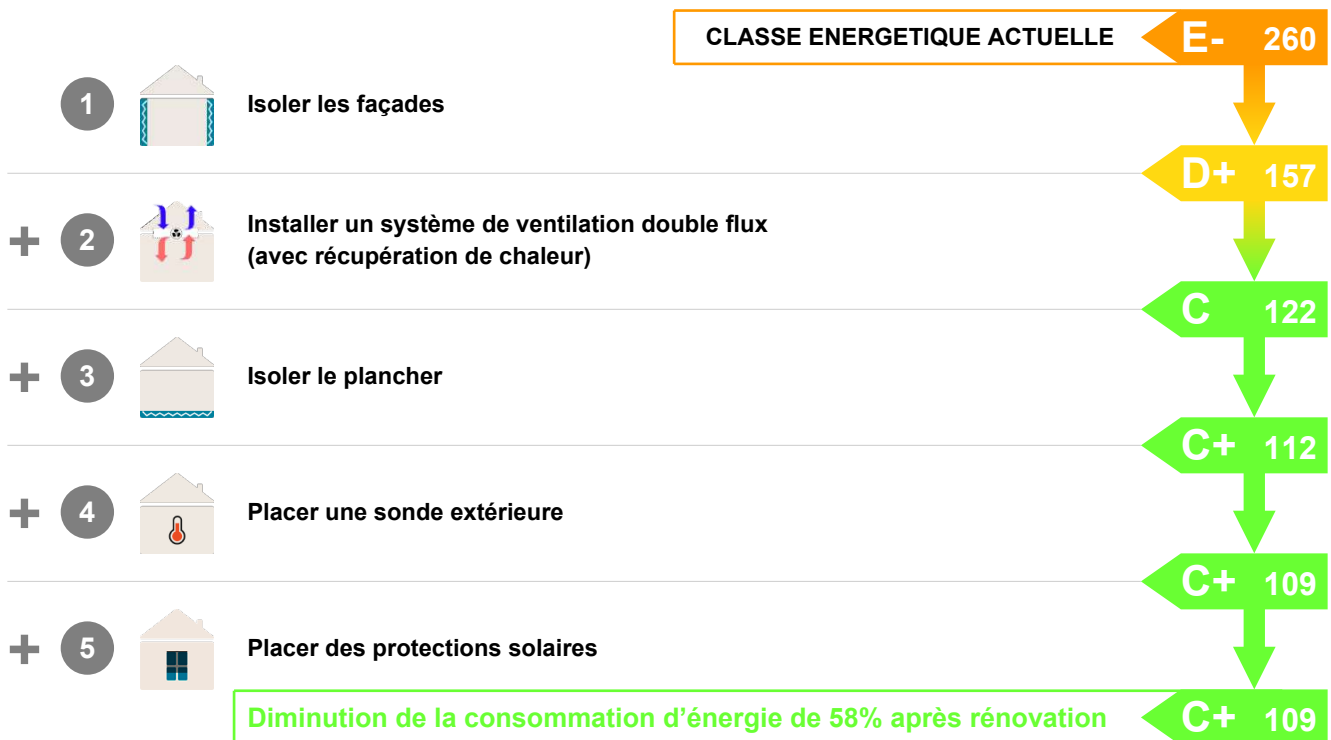 CLASSE ENERGETIQUE ACTUELLE E- 260
1 Isoler les façades
D+ 157
+ 2 Installer un système de ventilation double flux
(avec récupération de chaleur)
C 122
+ 3 Isoler le plancher
C+ 112
+ 4 Placer une sonde extérieure
C+ 109
+ 5 Placer des protections solaires
Diminution de la consommation d’énergie de 58% après rénovation C+ 109